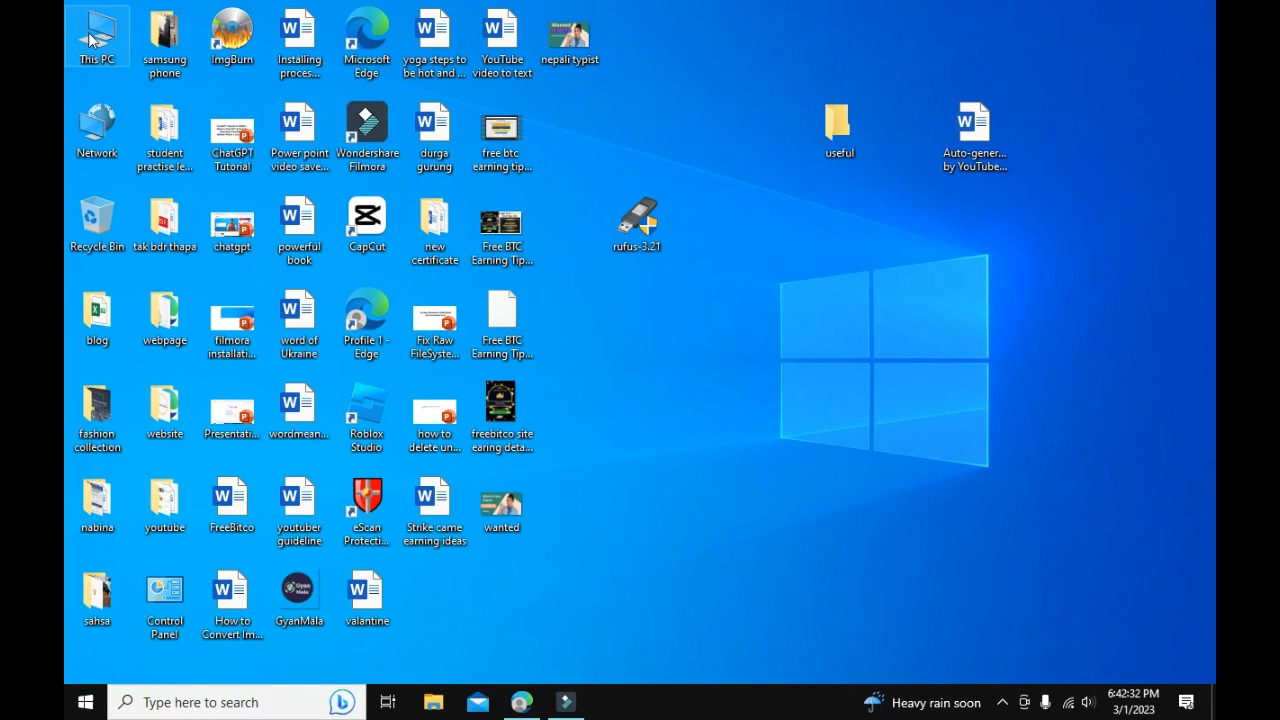 This PC
samsung
phone
ImgBurn
Installing
proces...
Microsoft
Edge
yoga steps to
be hot and ...
YouTube
video to text
nepali typist
Network
student
practise le...
ChatGPT
Tutorial
Power point
video save...
Wondershare
Filmora
durga
gurung
free btc
earning tip...
useful
Auto-gener...
by YouTube...
Recycle Bin
tak bdr thapa
chatgpt
powerful
book
CapCut
new
certificate
Free BTC
Earning Tip...
rufus-3.21
blog
webpage
filmora
installati...
word of
Ukraine
Profile 1 -
Edge
Fix Raw
FileSyste...
Free BTC
Earning Tip...
fashion
collection
website
Presentati...
wordmean...
Roblox
Studio
how to
delete un...
freebitco site
earing deta...
nabina
youtube
FreeBitco
youtuber
guideline
eScan
Protecti...
Strike came
earning ideas
wanted
sahsa
Control
Panel
How to
Convert Im...
Gyan
Mala
GyanMala
valantine
Type here to search
Heavy rain soon
6:42:32 PM
3/1/2023